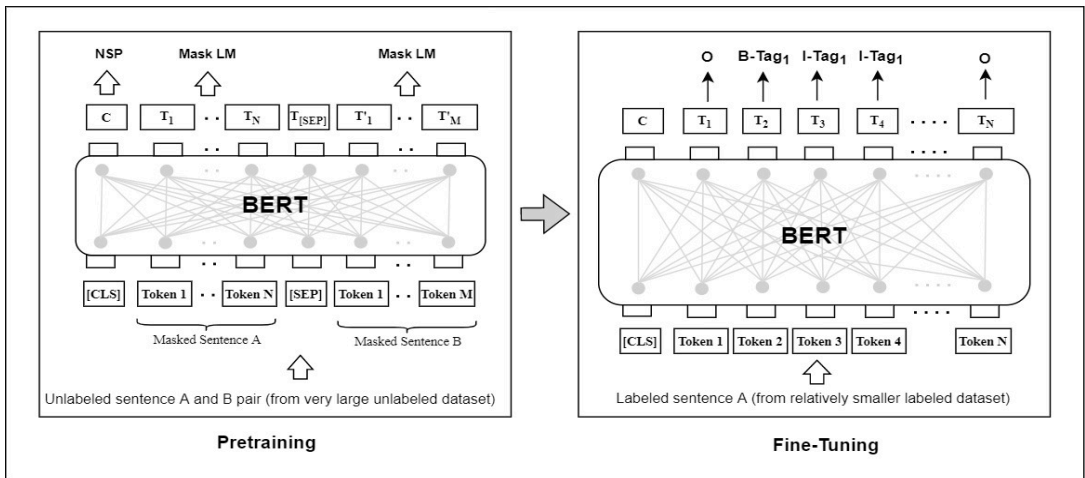 NSP Mask LM Mask LM
C T1 . . TN T[SEP] T'1 . . T'M
BERT
[CLS] Token 1 . . Token N [SEP] Token 1 . . Token M
Masked Sentence A Masked Sentence B
Unlabeled sentence A and B pair (from very large unlabeled dataset)
Pretraining
O B-Tag1 I-Tag1 I-Tag1 O
C T1 T2 T3 T4 . . . . TN
BERT
[CLS] Token 1 Token 2 Token 3 Token 4 . . . . Token N
Labeled sentence A (from relatively smaller labeled dataset)
Fine-Tuning